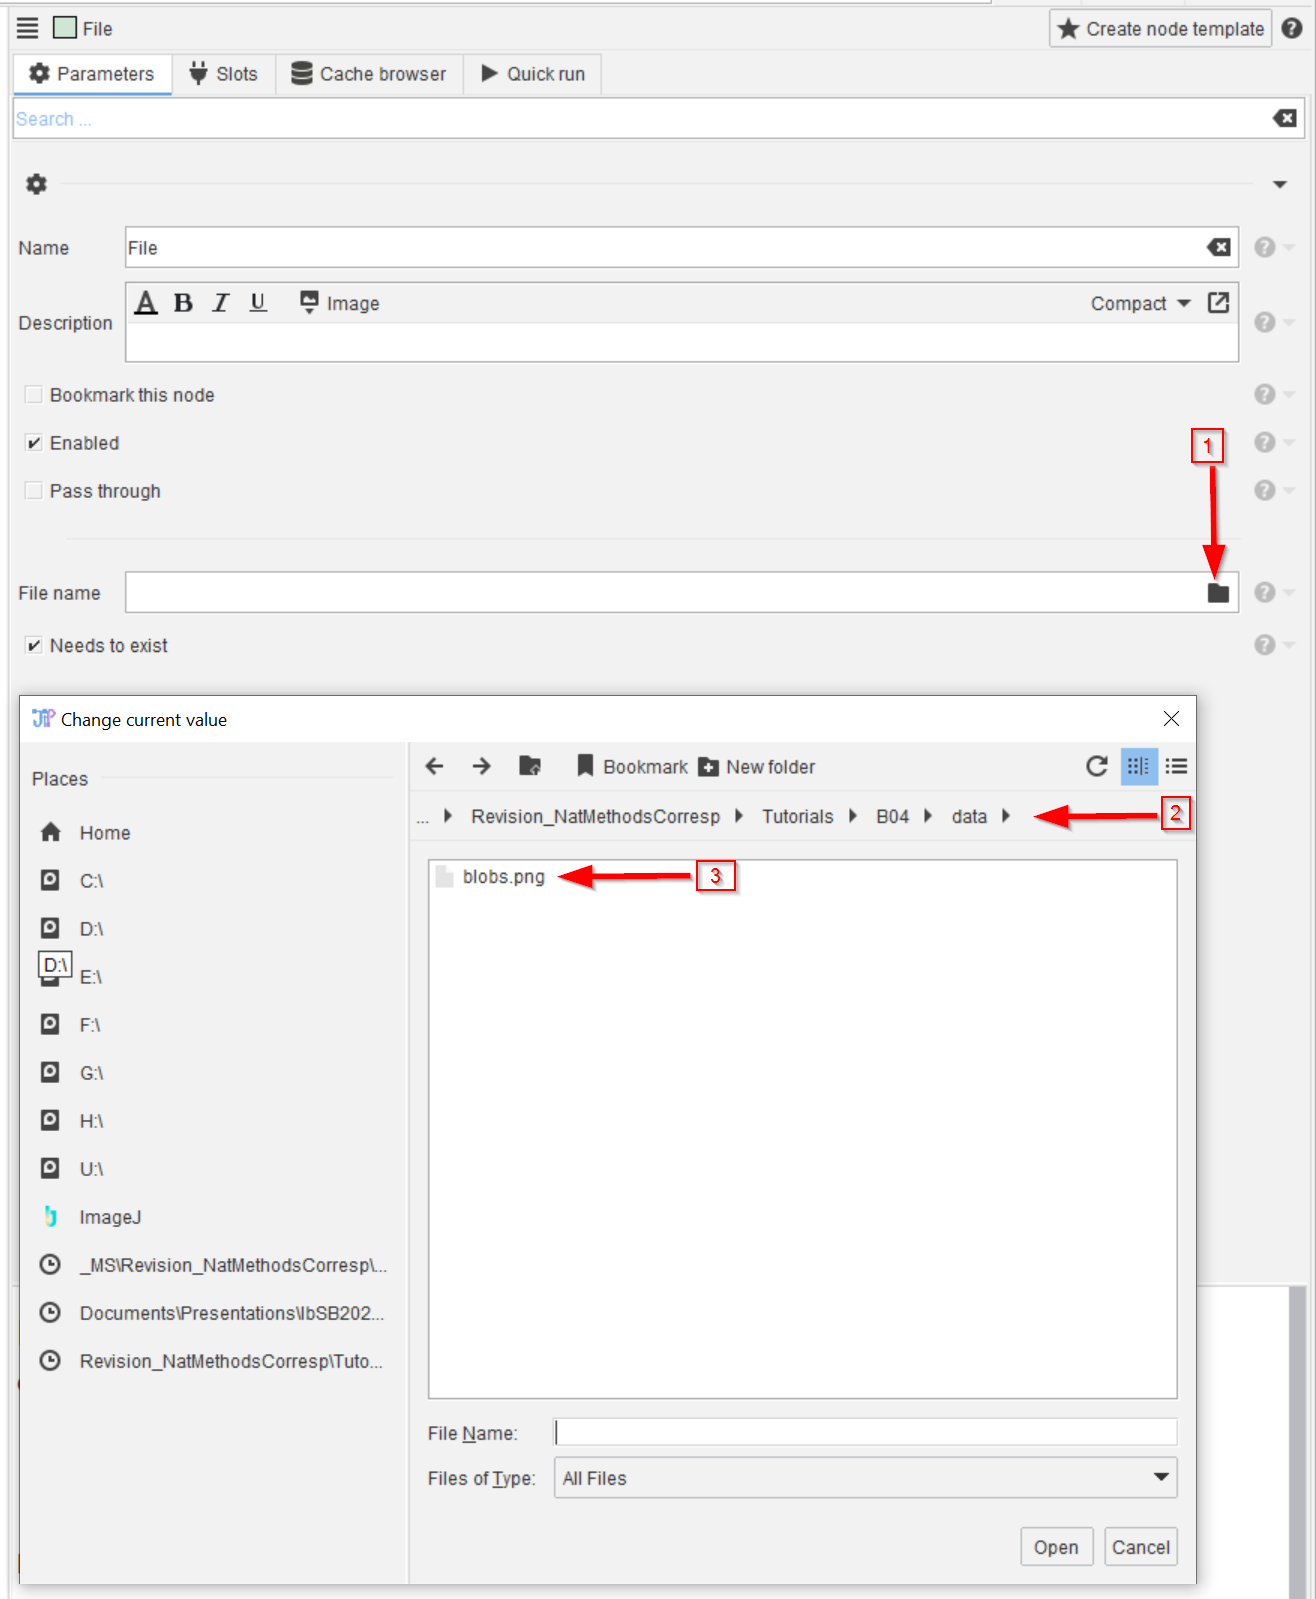 File
Create node template
Parameters
Slots
Cache browser
Quick run
Search ...
Name
File
Description
A B I U Image
Compact
Bookmark this node
Enabled
1
Pass through
File name
Needs to exist
JIP Change current value
Places
Home
C:\
D:\
D:\
E:\
F:\
G:\
H:\
U:\
ImageJ
_MS\Revision_NatMethodsCorresp\...
Documents\Presentations\IbSB202...
Revision_NatMethodsCorresp\Tuto...
Bookmark New folder
... Revision_NatMethodsCorresp Tutorials B04 data
2
blobs.png
3
File Name:
Files of Type: All Files
Open Cancel